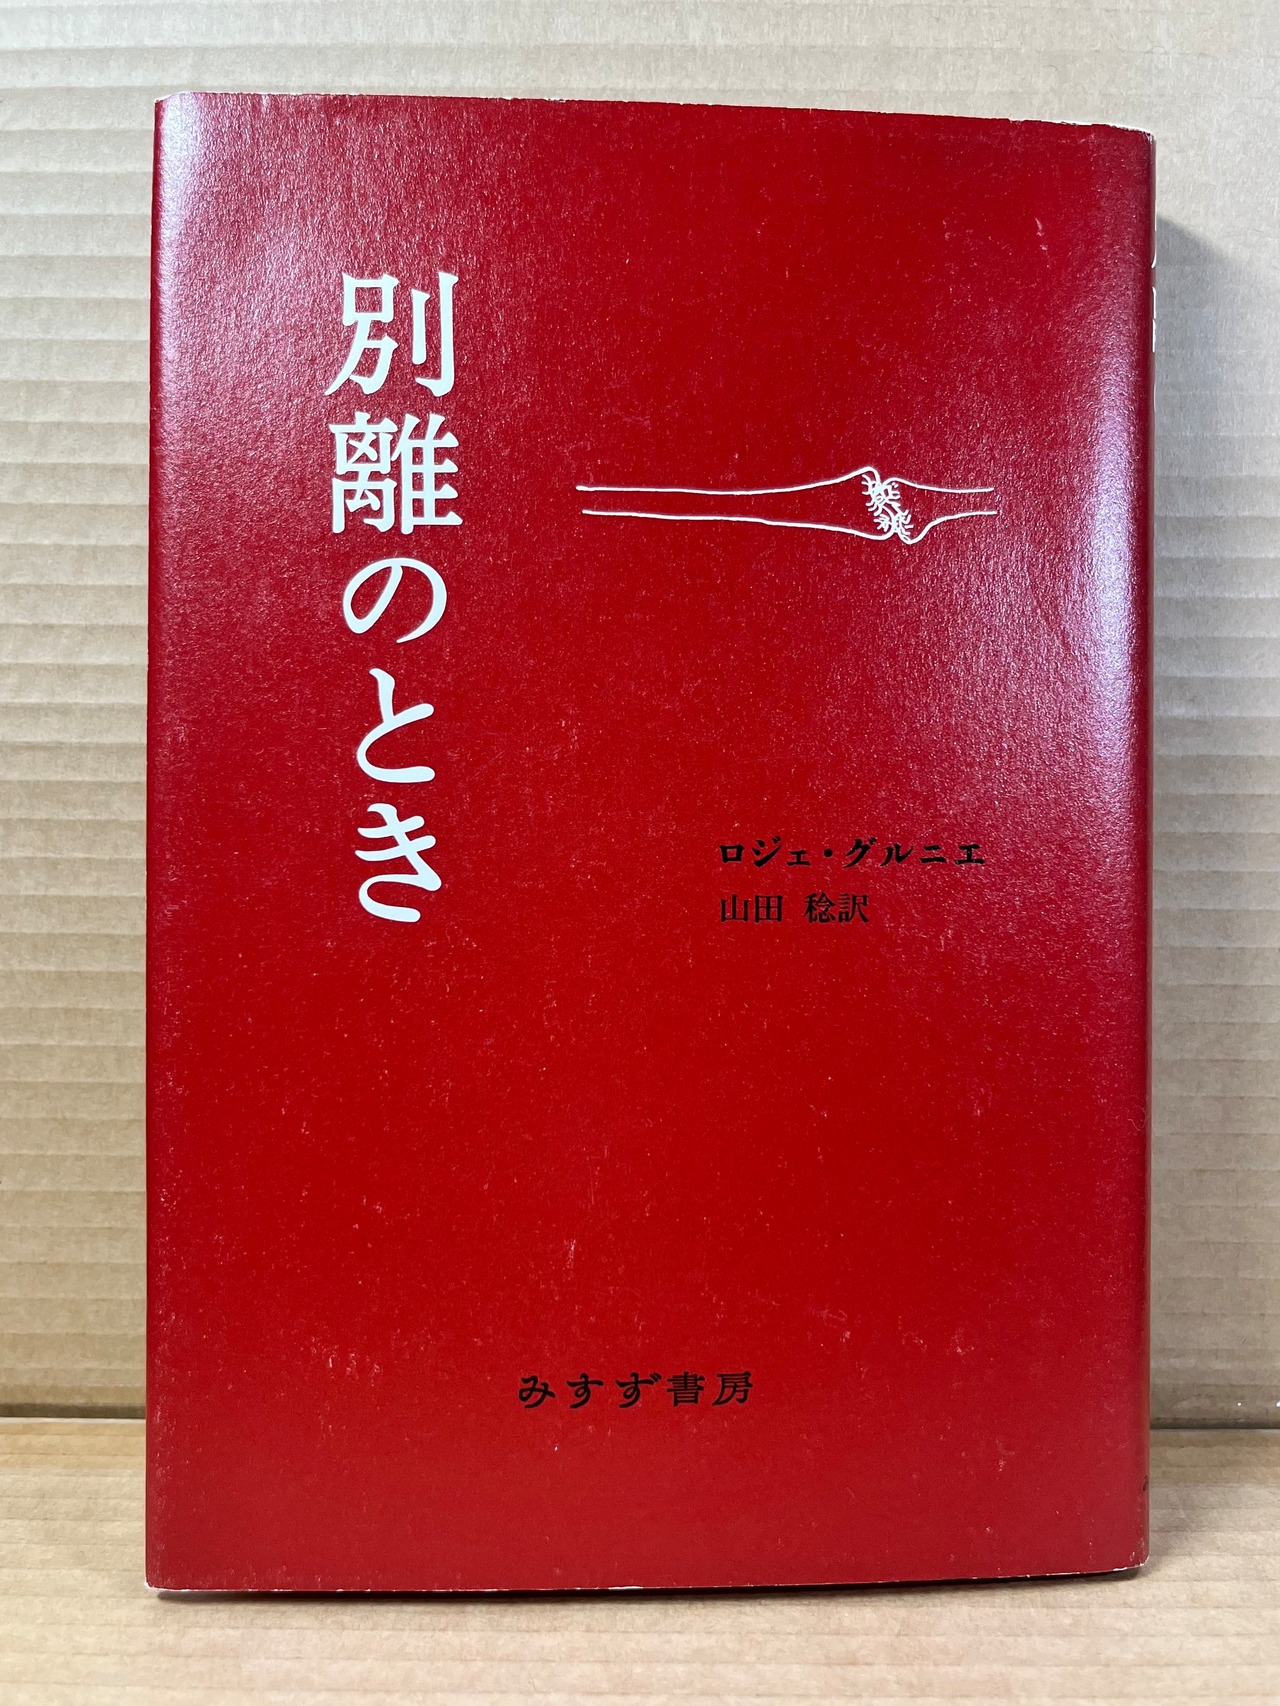 別離のとき
ロジェ・グルニエ
山田 稔訳
みすず書房